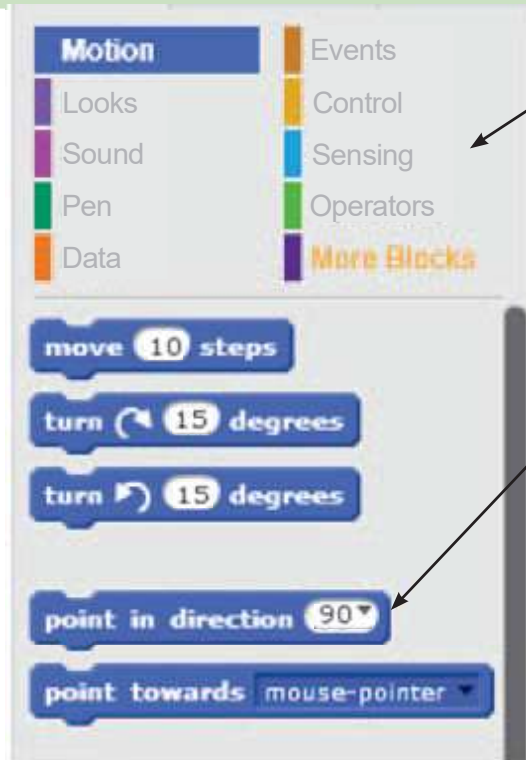 Motion Events
Looks Control
Sound Sensing
Pen Operators
Data More Blocks
move 10 steps
turn 15 degrees
turn 15 degrees
point in direction 90
point towards mouse-pointer